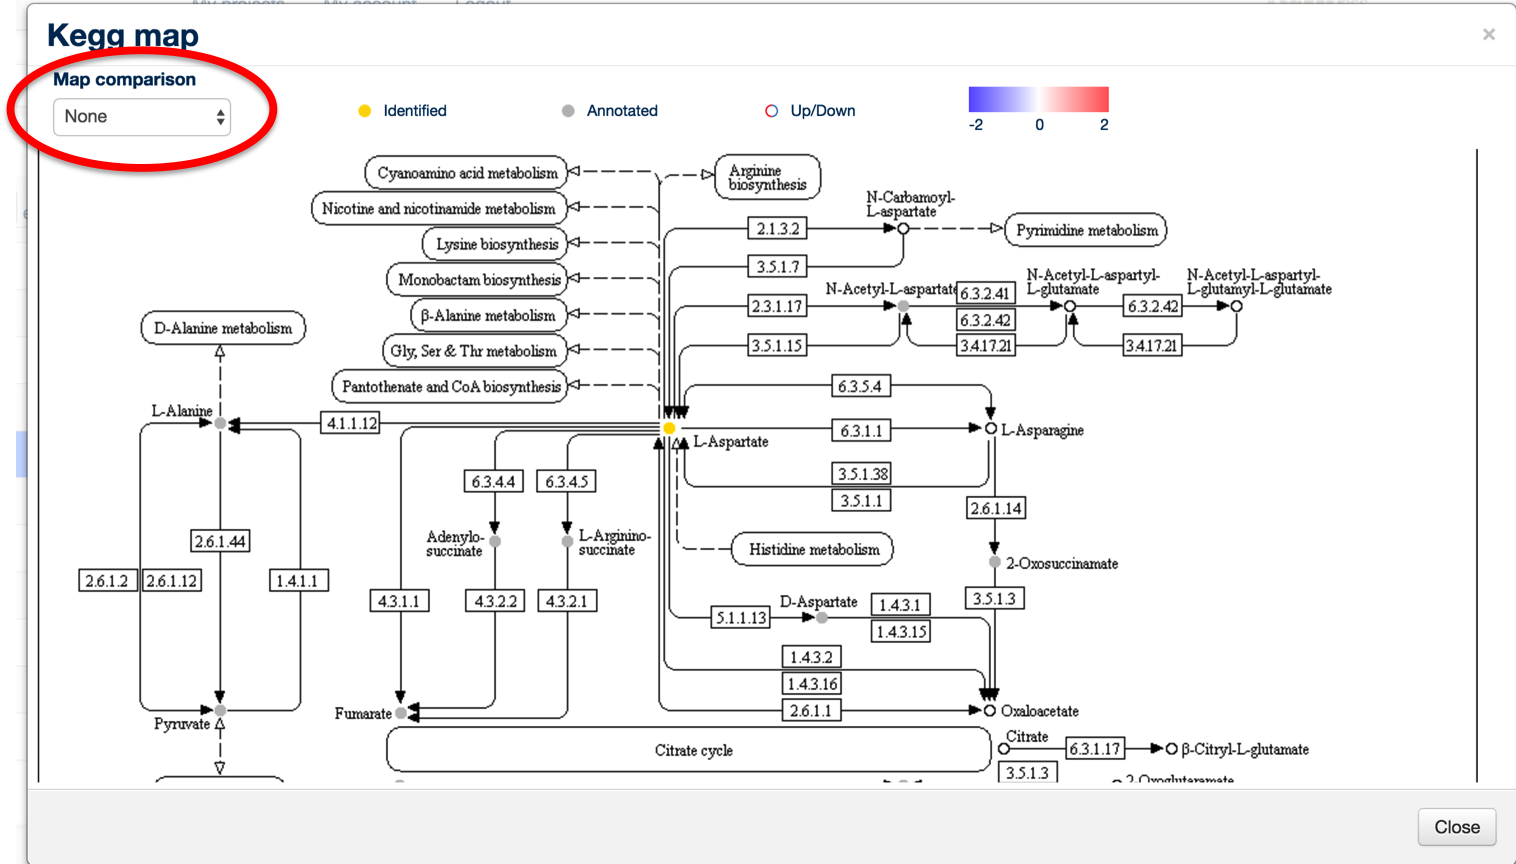 My projects My account Logout
Kegg map
×
Map comparison
None
Identified
Annotated
Up/Down
-2 0 2
Cyanoamino acid metabolism
Nicotine and nicotinamide metabolism
Lysine biosynthesis
Monobactam biosynthesis
β-Alanine metabolism
Gly, Ser & Thr metabolism
Pantothenate and CoA biosynthesis
Arginine
biosynthesis
N-Carbamoyl-
L-aspartate
2.1.3.2
Pyrimidine metabolism
3.5.1.7
N-Acetyl-L-aspartate
2.3.1.17
6.3.2.41
6.3.2.42
N-Acetyl-L-aspartyl-
L-glutamate
6.3.2.42
N-Acetyl-L-aspartyl-
L-glutamyl-L-glutamate
3.5.1.15
3.4.17.21
3.4.17.21
D-Alanine metabolism
L-Alanine
4.1.1.12
L-Aspartate
6.3.5.4
6.3.1.1
L-Asparagine
3.5.1.38
3.5.1.1
6.3.4.4
6.3.4.5
2.6.1.14
2.6.1.44
Adenylo-
succinate
L-Arginino-
succinate
Histidine metabolism
2-Oxosuccinamate
2.6.1.2
2.6.1.12
1.4.1.1
4.3.1.1
4.3.2.2
4.3.2.1
5.1.1.13
D-Aspartate
1.4.3.1
1.4.3.15
3.5.1.3
1.4.3.2
1.4.3.16
2.6.1.1
Pyruvate
Fumarate
Oxaloacetate
Citrate cycle
Citrate
6.3.1.17
β-Citryl-L-glutamate
3.5.1.3
2-Oxoglutaramate
Close